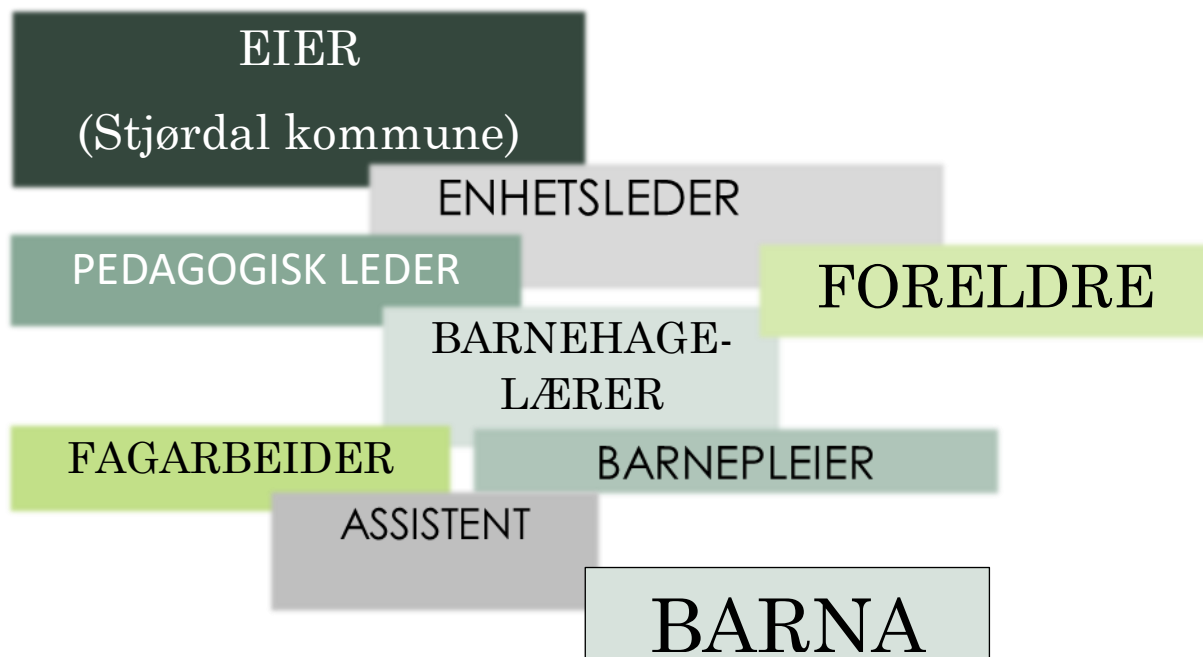 EIER
(Stjørdal kommune)
ENHETSLEDER
PEDAGOGISK LEDER
FORELDRE
BARNEHAGE-
LÆRER
FAGARBEIDER
BARNEPLEIER
ASSISTENT
BARNA